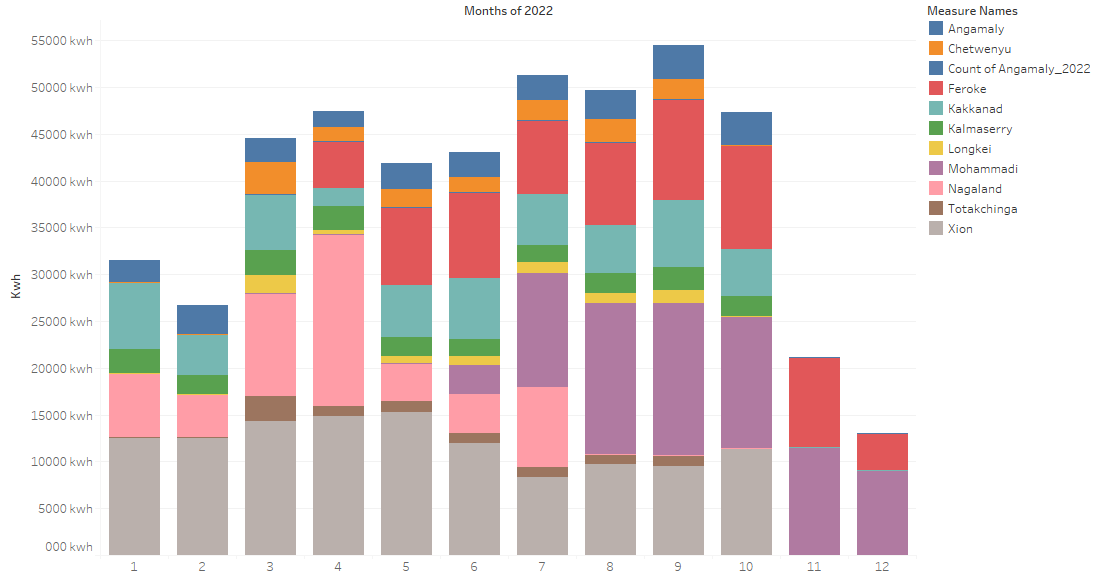 Months of 2022
Measure Names
Angamaly
Chetwenyu
Count of Angamaly_2022
Feroke
Kakkanad
Kalmaserry
Longkei
Mohammadi
Nagaland
Totakchinga
Xion
Kwh
55000 kwh
50000 kwh
45000 kwh
40000 kwh
35000 kwh
30000 kwh
25000 kwh
20000 kwh
15000 kwh
10000 kwh
5000 kwh
000 kwh
1 2 3 4 5 6 7 8 9 10 11 12